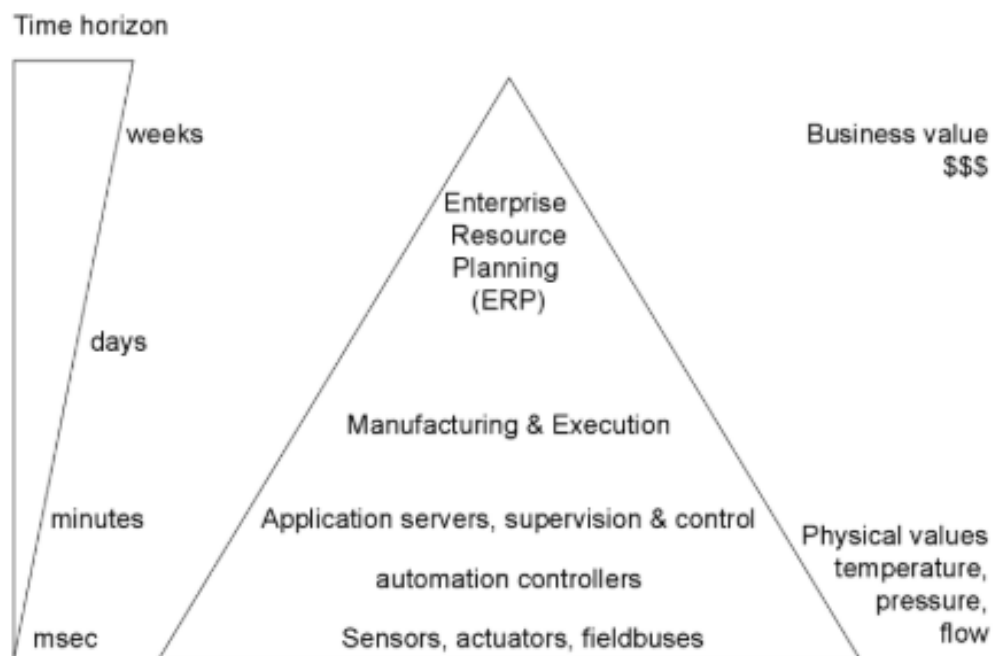 Time horizon
weeks
Business value
$$$
Enterprise
Resource
Planning
(ERP)
days
Manufacturing & Execution
minutes
Application servers, supervision & control
Physical values
temperature,
pressure,
flow
automation controllers
msec
Sensors, actuators, fieldbuses